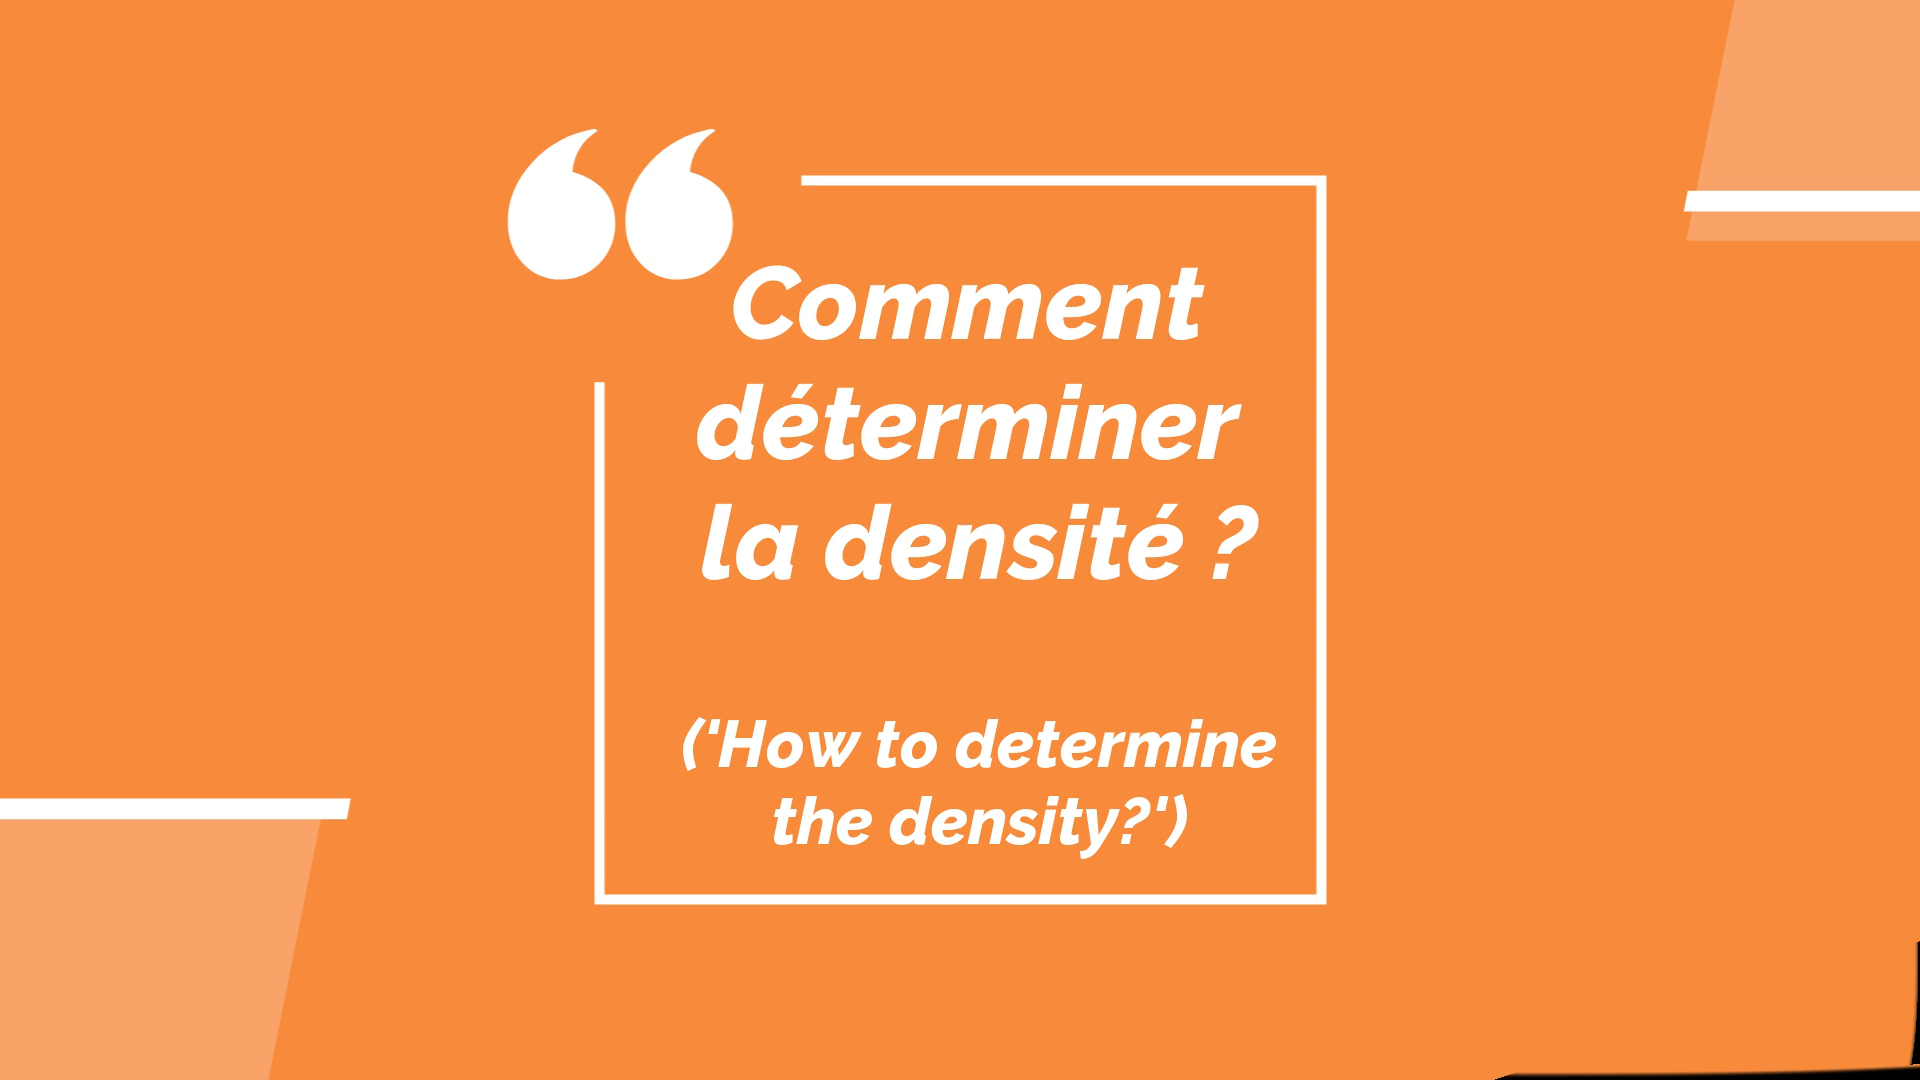 Comment
déterminer
la densité ?
('How to determine
the density?')